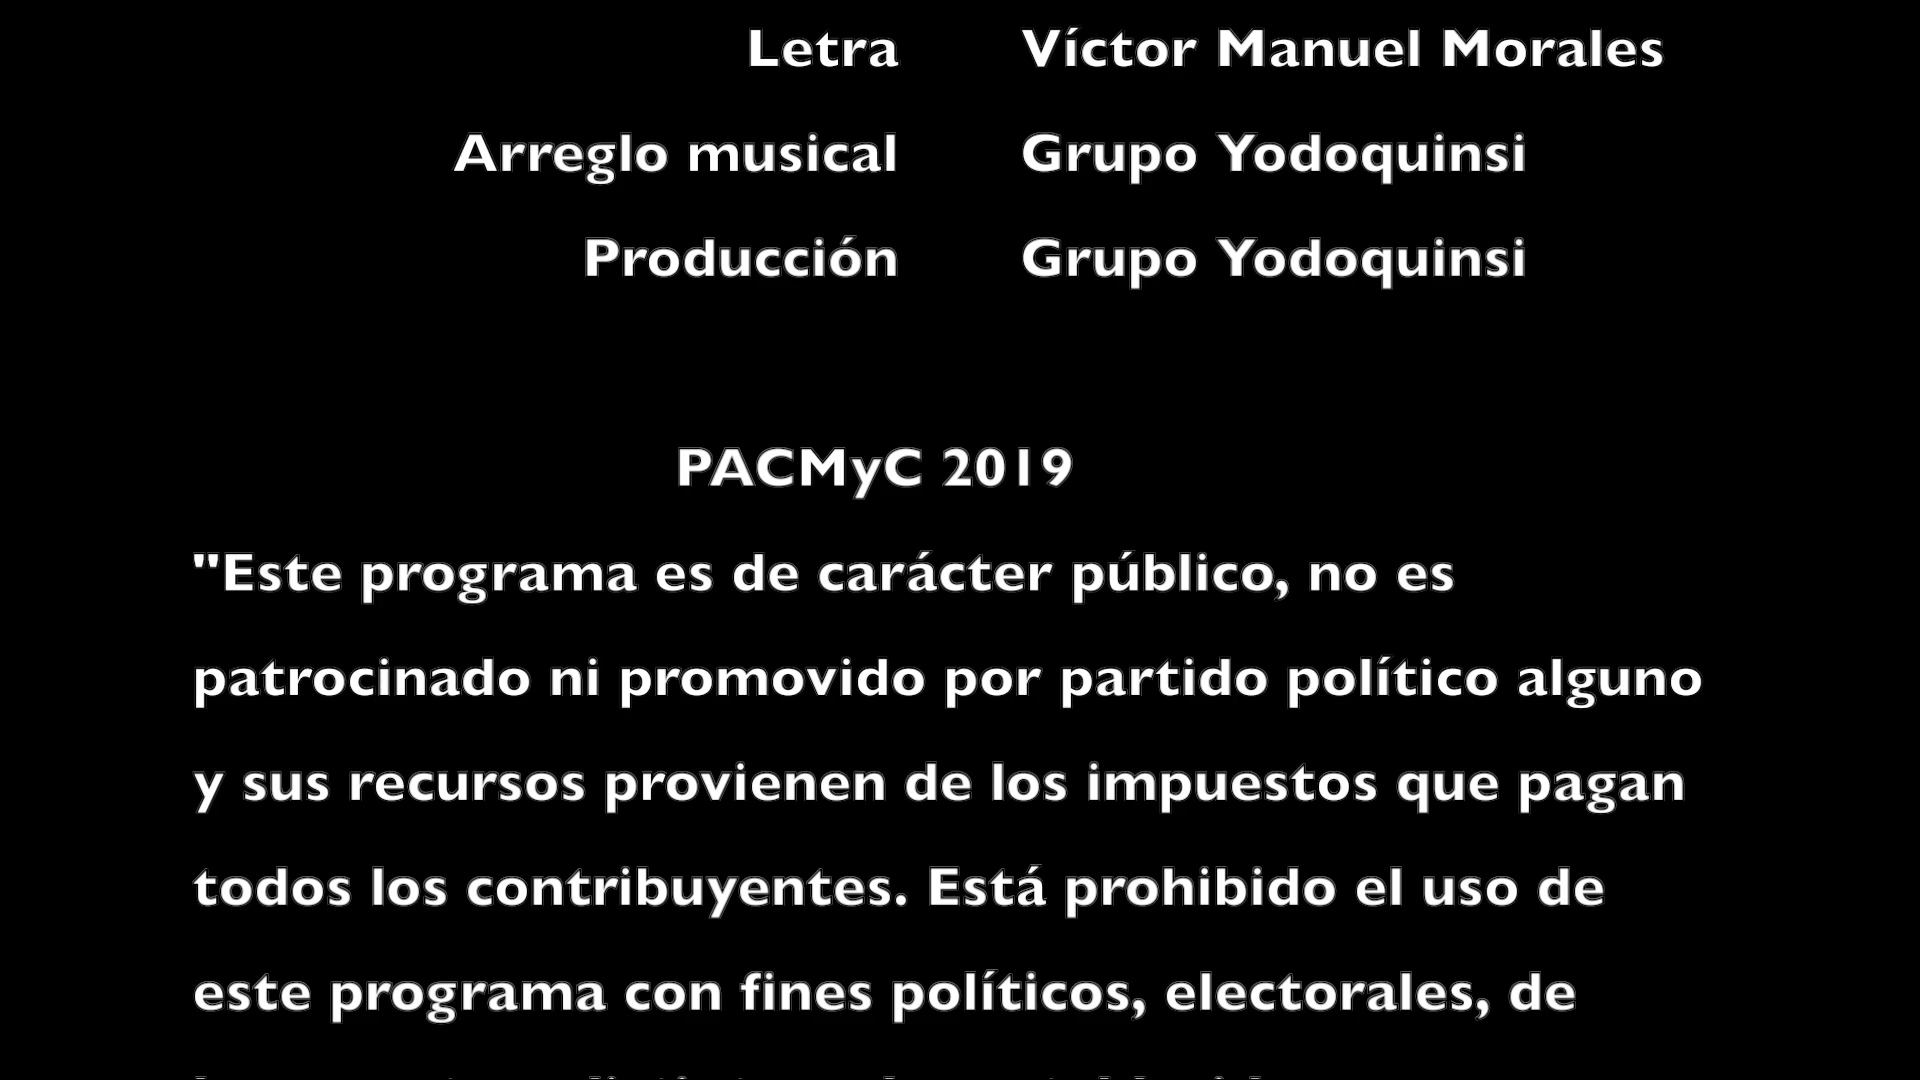 Letra Víctor Manuel Morales
Arreglo musical Grupo Yodoquinsi
Producción Grupo Yodoquinsi
PACMyC 2019
"Este programa es de carácter público, no es
patrocinado ni promovido por partido político alguno
y sus recursos provienen de los impuestos que pagan
todos los contribuyentes. Está prohibido el uso de
este programa con fines políticos, electorales, de